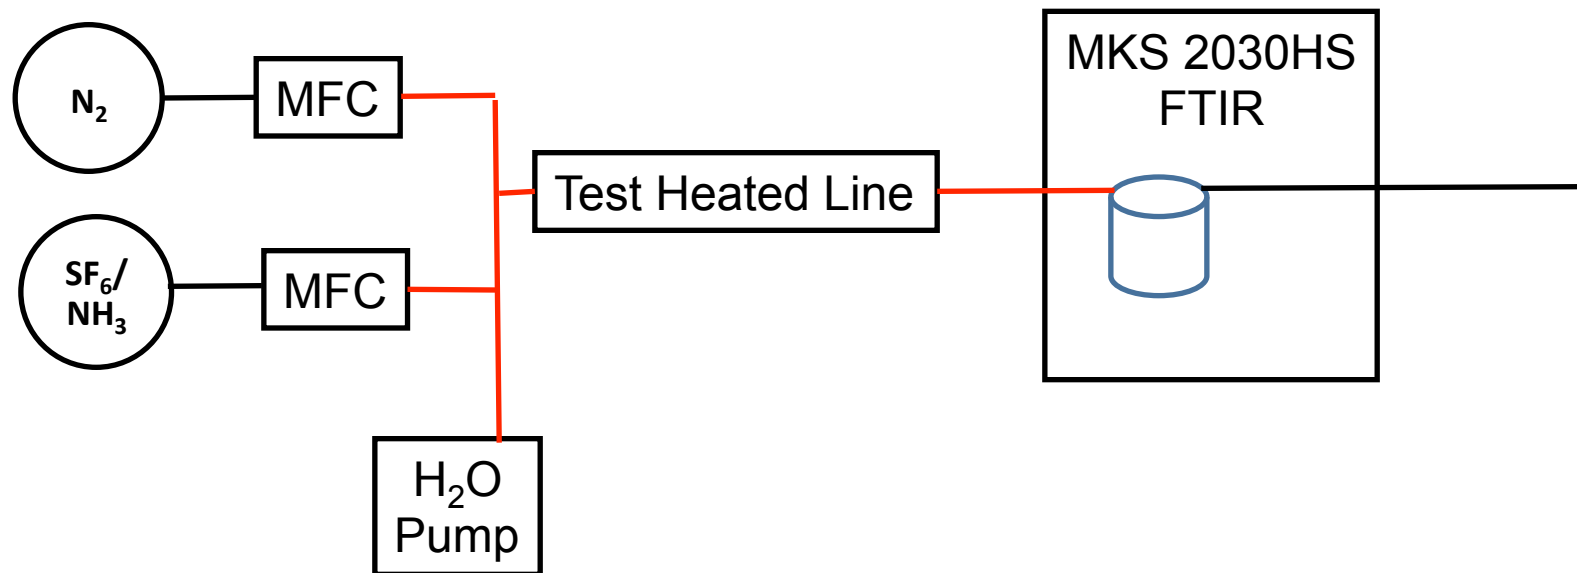 N₂
MFC
MKS 2030HS
FTIR
Test Heated Line
SF₆/
NH₃
MFC
H₂O
Pump